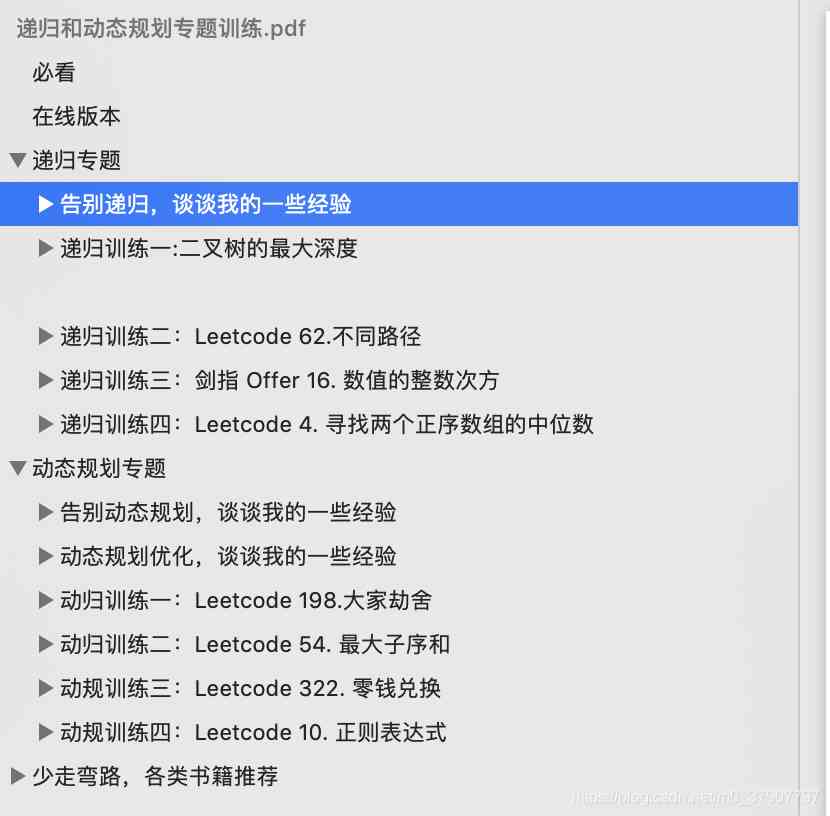 递归和动态规划专题训练.pdf
必看
在线版本
递归专题
告别递归，谈谈我的一些经验
递归训练一:二叉树的最大深度
递归训练二：Leetcode 62.不同路径
递归训练三：剑指 Offer 16. 数值的整数次方
递归训练四：Leetcode 4. 寻找两个正序数组的中位数
动态规划专题
告别动态规划，谈谈我的一些经验
动态规划优化，谈谈我的一些经验
动归训练一：Leetcode 198.大家劫舍
动归训练二：Leetcode 54. 最大子序和
动规训练三：Leetcode 322. 零钱兑换
动规训练四：Leetcode 10. 正则表达式
少走弯路，各类书籍推荐
https://blog.csdn.net/m0_37907797